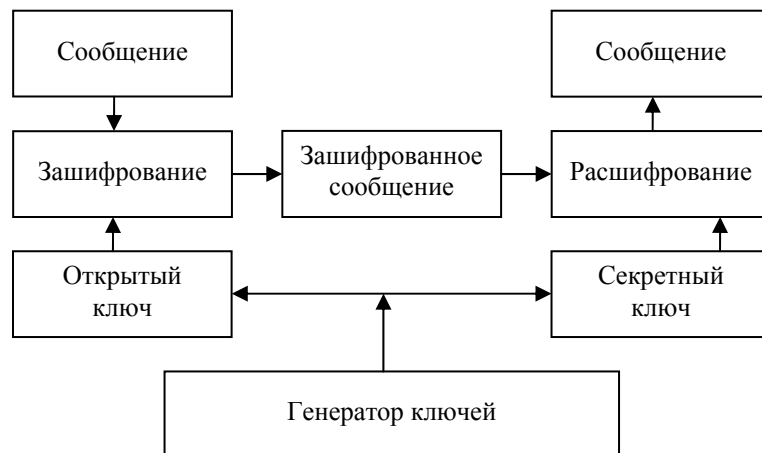 Сообщение
Сообщение
Зашифрование
Зашифрованное
сообщение
Расшифрование
Открытый
ключ
Секретный
ключ
Генератор ключей